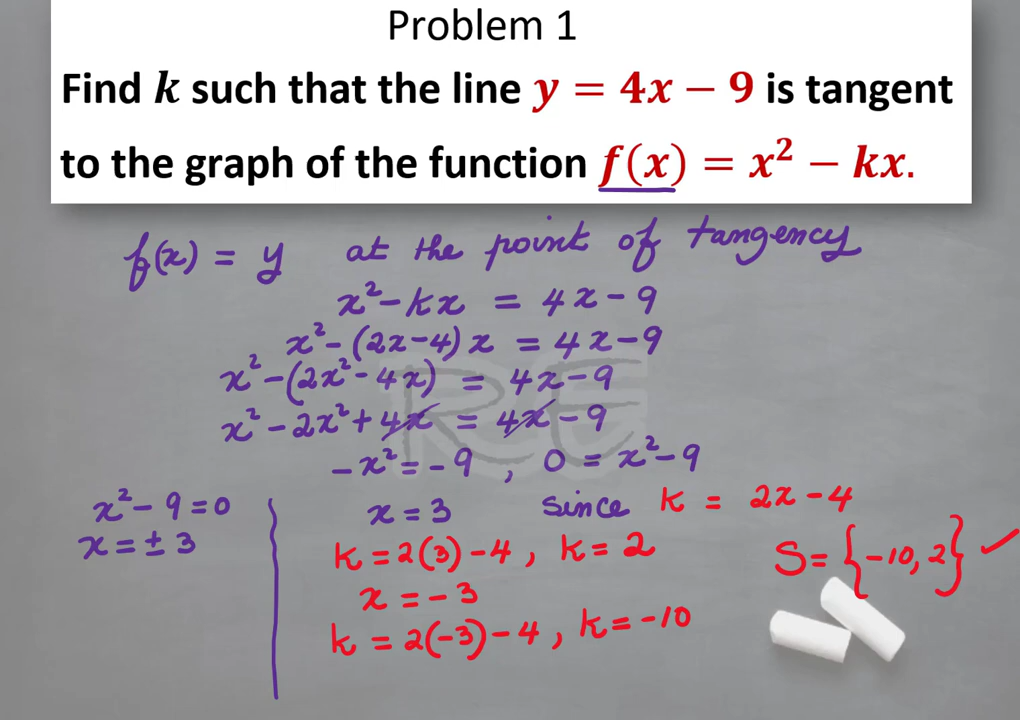 Problem 1
Find k such that the line y = 4x − 9 is tangent
to the graph of the function f(x) = x² − kx.
f(x) = y at the point of tangency
x² − kx = 4x − 9
x² − (2x − 4)x = 4x − 9
x² − (2x² − 4x) = 4x − 9
x² − 2x² + 4x = 4x − 9
−x² = −9 , 0 = x² − 9
x² − 9 = 0
x = ± 3
x = 3 since k = 2x − 4
k = 2(3) − 4 , k = 2
x = −3
k = 2(−3) − 4 , k = −10
S = {−10, 2} ✓
RE